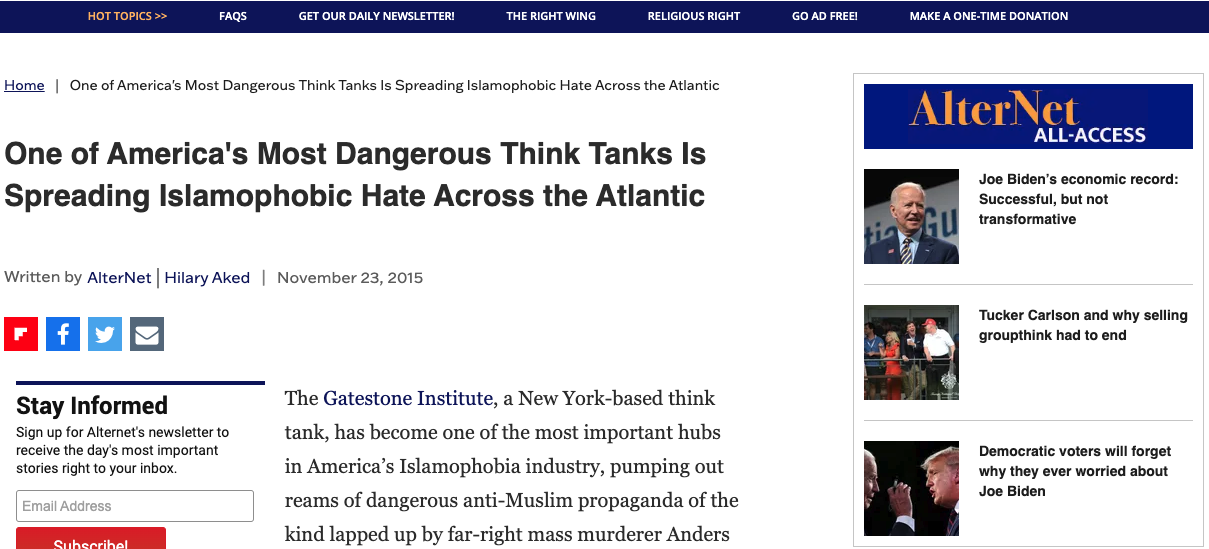 HOT TOPICS >> FAQS GET OUR DAILY NEWSLETTER! THE RIGHT WING RELIGIOUS RIGHT GO AD FREE! MAKE A ONE-TIME DONATION
Home | One of America's Most Dangerous Think Tanks Is Spreading Islamophobic Hate Across the Atlantic
One of America's Most Dangerous Think Tanks Is
Spreading Islamophobic Hate Across the Atlantic
Written by AlterNet | Hilary Aked | November 23, 2015
Stay Informed
Sign up for Alternet's newsletter to
receive the day's most important
stories right to your inbox.
Email Address
Subscribe!
The Gatestone Institute, a New York-based think
tank, has become one of the most important hubs
in America’s Islamophobia industry, pumping out
reams of dangerous anti-Muslim propaganda of the
kind lapped up by far-right mass murderer Anders
AlterNet
ALL-ACCESS
Joe Biden’s economic record:
Successful, but not
transformative
Tucker Carlson and why selling
groupthink had to end
Democratic voters will forget
why they ever worried about
Joe Biden